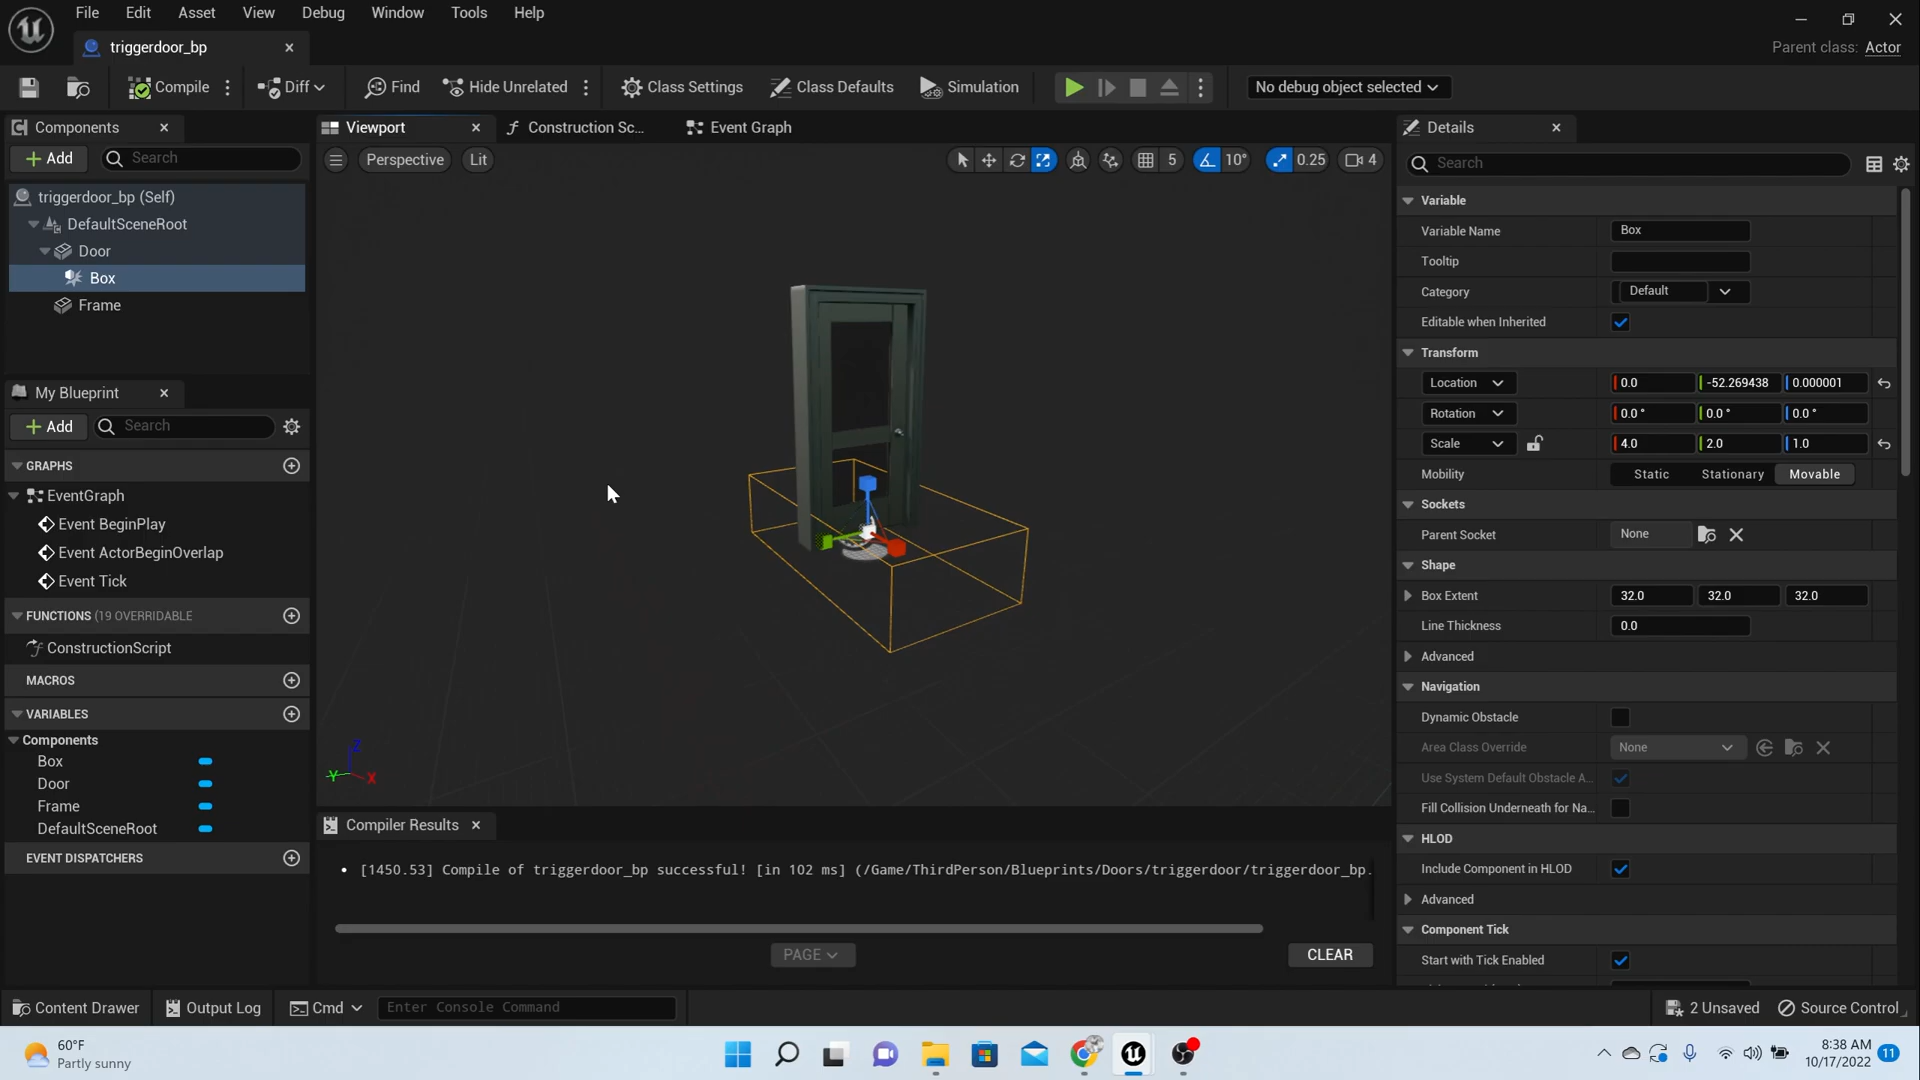 File Edit Asset View Debug Window Tools Help
triggerdoor_bp
Parent class: Actor
Compile Diff Find Hide Unrelated Class Settings Class Defaults Simulation No debug object selected
Components
Add Search
triggerdoor_bp (Self)
DefaultSceneRoot
Door
Box
Frame
My Blueprint
Add Search
GRAPHS
EventGraph
Event BeginPlay
Event ActorBeginOverlap
Event Tick
FUNCTIONS (19 OVERRIDABLE
ConstructionScript
MACROS
VARIABLES
Components
Box
Door
Frame
DefaultSceneRoot
EVENT DISPATCHERS
Viewport Construction Sc... Event Graph
Perspective Lit 5 10° 0.25 4
Z
Y X
Compiler Results
[1450.53] Compile of triggerdoor_bp successful! [in 102 ms] (/Game/ThirdPerson/Blueprints/Doors/triggerdoor/triggerdoor_bp.
PAGE CLEAR
Details
Search
Variable
Variable Name Box
Tooltip
Category Default
Editable when Inherited
Transform
Location 0.0 -52.269438 0.000001
Rotation 0.0 ° 0.0 ° 0.0 °
Scale 4.0 2.0 1.0
Mobility Static Stationary Movable
Sockets
Parent Socket None
Shape
Box Extent 32.0 32.0 32.0
Line Thickness 0.0
Advanced
Navigation
Dynamic Obstacle
Area Class Override None
Use System Default Obstacle A...
Fill Collision Underneath for Na...
HLOD
Include Component in HLOD
Advanced
Component Tick
Start with Tick Enabled
Content Drawer Output Log Cmd Enter Console Command 2 Unsaved Source Control
60°F
Partly sunny
8:38 AM
10/17/2022 11